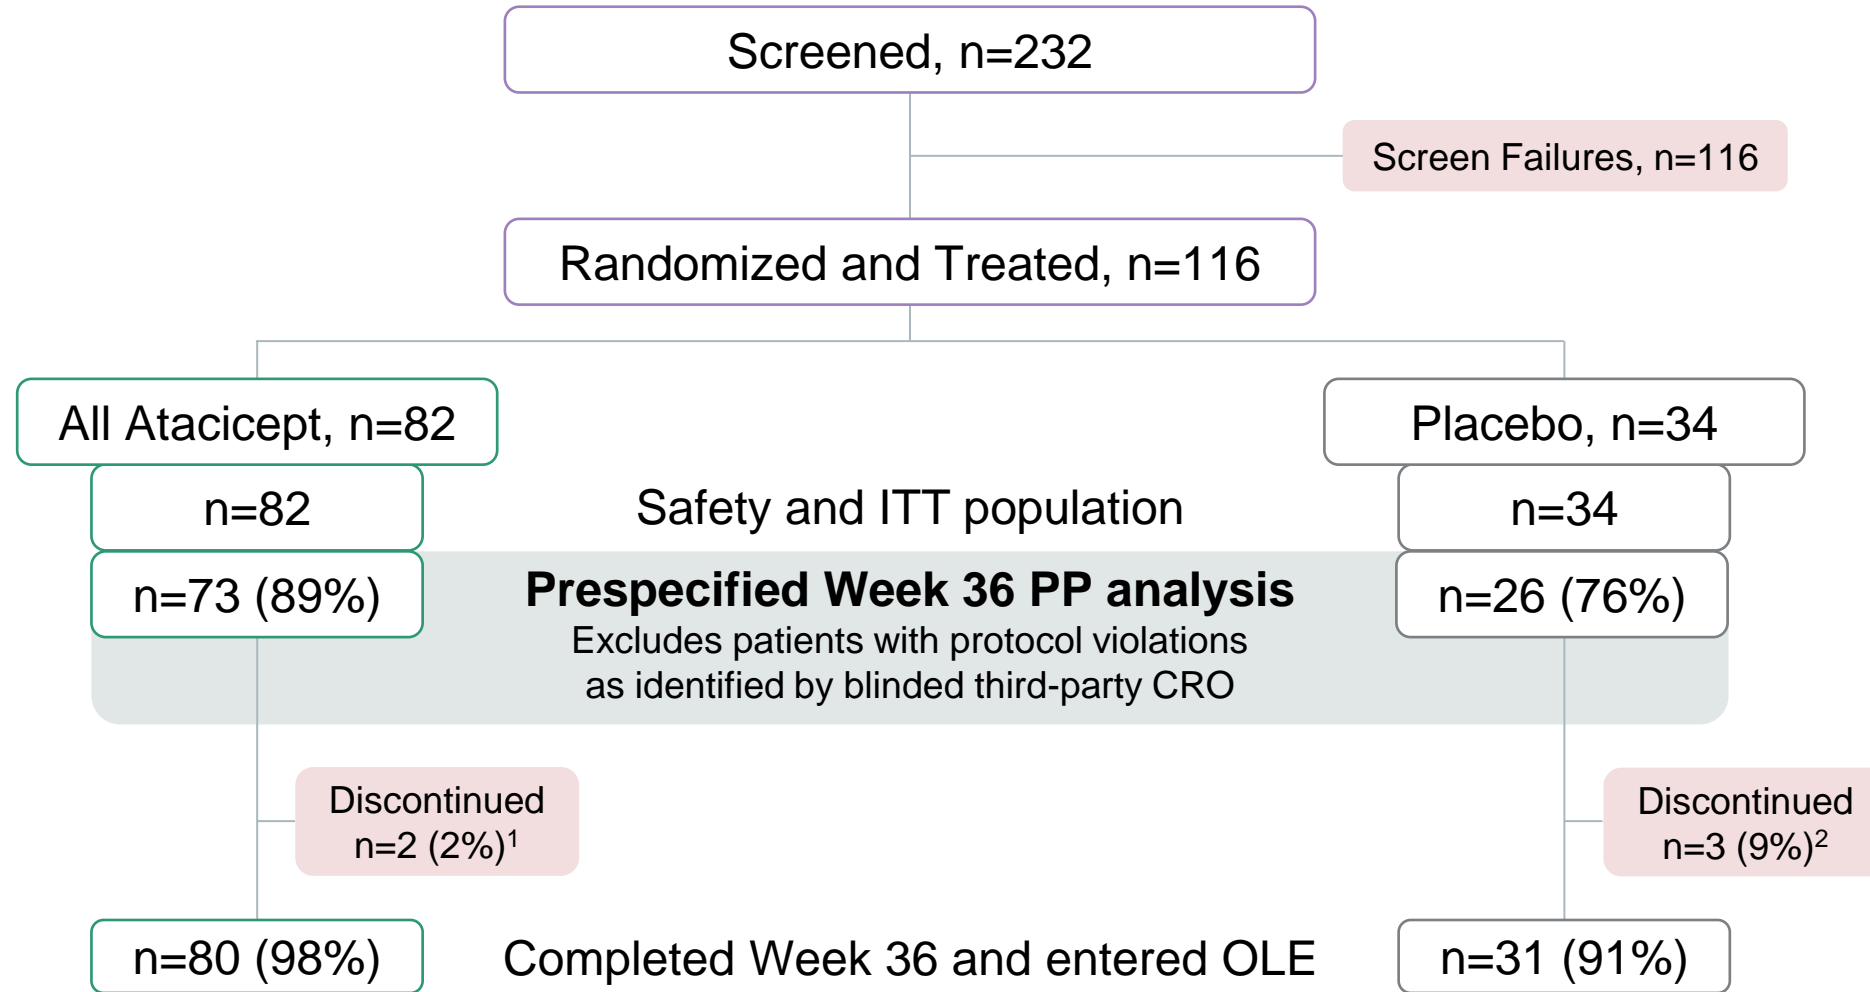 Screened, n=232
Screen Failures, n=116
Randomized and Treated, n=116
All Atacicept, n=82
Placebo, n=34
n=82
Safety and ITT population
n=34
n=73 (89%)
Prespecified Week 36 PP analysis
n=26 (76%)
Excludes patients with protocol violations
as identified by blinded third-party CRO
Discontinued
n=2 (2%)¹
Discontinued
n=3 (9%)²
n=80 (98%)
Completed Week 36 and entered OLE
n=31 (91%)